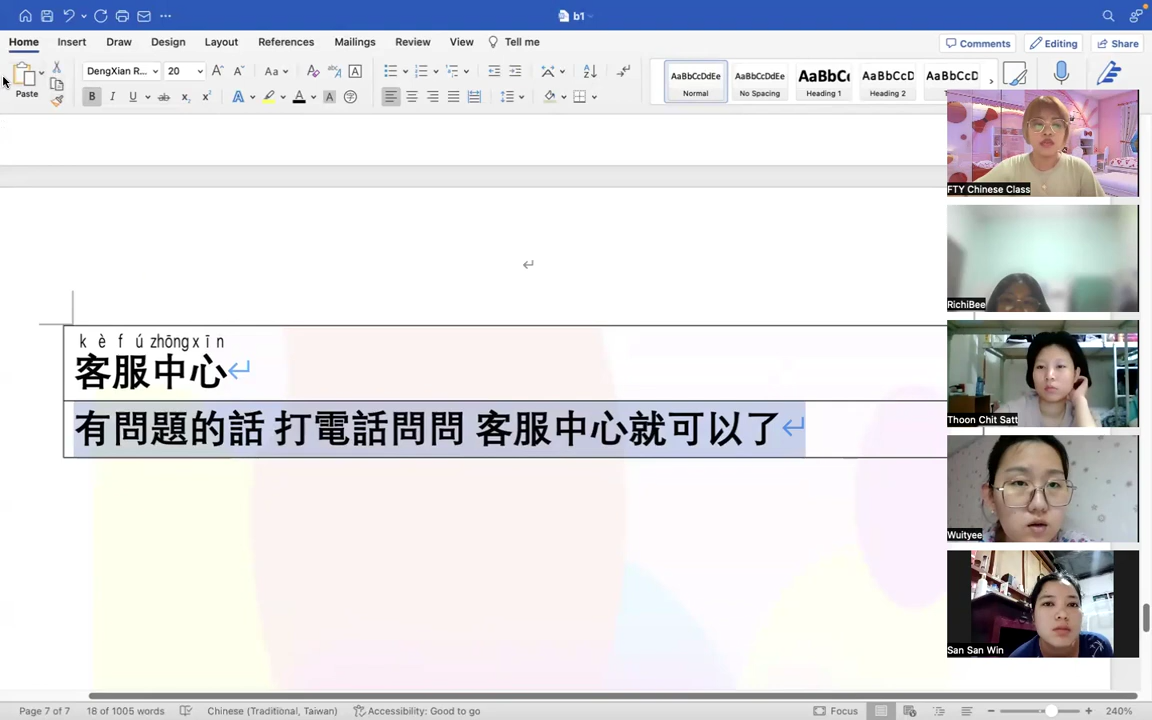 b1
Home Insert Draw Design Layout References Mailings Review View Tell me Comments Editing Share
Paste DengXian R... 20 Aa A
AaBbCcDdEe AaBbCcDdEe AaBbCc AaBbCcD AaBbCcD
Normal No Spacing Heading 1 Heading 2
FTY Chinese Class
RichiBee
kèfúzhōngxīn
客服中心
有問題的話 打電話問問 客服中心就可以了
Thoon Chit Satt
Wuityee
San San Win
Page 7 of 7 18 of 1005 words Chinese (Traditional, Taiwan) Accessibility: Good to go Focus 240%